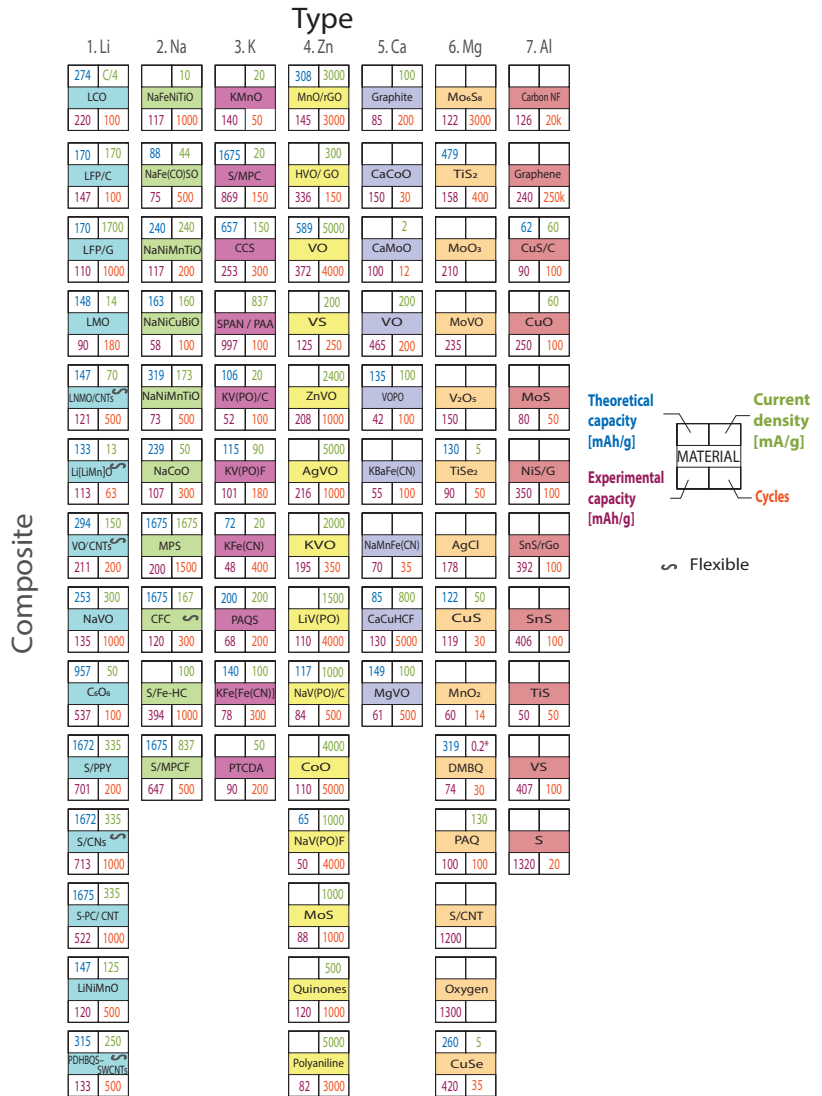 Type
1. Li 2. Na 3. K 4. Zn 5. Ca 6. Mg 7. Al
274 C/4 10 20 308 3000 100
LCO NaFeNiTiO KMnO MnO/rGO Graphite Mo₆S₈ Carbon NF
220 100 117 1000 140 50 145 3000 85 200 122 3000 126 20k
170 170 88 44 1675 20 300 479
LFP/C NaFe(CO)SO S/MPC HVO/ GO CaCoO TiS₂ Graphene
147 100 75 500 869 150 336 150 150 30 158 400 240 250k
170 1700 240 240 657 150 589 5000 2 62 60
LFP/G NaNiMnTiO CCS VO CaMoO MoO₃ CuS/C
110 1000 117 200 253 300 372 4000 100 12 210 90 100
148 14 163 160 837 200 200 60
LMO NaNiCuBiO SPAN / PAA VS VO MoVO CuO
90 180 58 100 997 100 125 250 465 200 235 250 100
147 70 319 173 106 20 2400 135 100
LNMO/CNTs NaNiMnTiO KV(PO)/C ZnVO VOPO V₂O₅ MoS
121 500 73 500 52 100 208 1000 42 100 150 80 50
133 13 239 50 115 90 5000 130 5
Li[LiMn]O NaCoO KV(PO)F AgVO KBaFe(CN) TiSe₂ NiS/G
113 63 107 300 101 180 216 1000 55 100 90 50 350 100
294 150 1675 1675 72 20 2000
VO/CNTs MPS KFe(CN) KVO NaMnFe(CN) AgCl SnS/rGo
211 200 200 1500 48 400 195 350 70 35 178 392 100
253 300 1675 167 200 200 1500 85 800 122 50
NaVO CFC PAQS LiV(PO) CaCuHCF CuS SnS
135 1000 120 300 68 200 110 4000 130 5000 119 30 406 100
957 50 100 140 100 117 1000 149 100
C₆O₆ S/Fe-HC KFe[Fe(CN)] NaV(PO)/C MgVO MnO₂ TiS
537 100 394 1000 78 300 84 500 61 500 60 14 50 50
1672 335 1675 837 50 4000 319 0.2*
S/PPY S/MPCF PTCDA CoO DMBQ VS
701 200 647 500 90 200 110 5000 74 30 407 100
1672 335 65 1000 130
S/CNs NaV(PO)F PAQ S
713 1000 50 4000 100 100 1320 20
1675 335 1000
S-PC/ CNT MoS S/CNT
522 1000 88 1000 1200
147 125 500
LiNiMnO Quinones Oxygen
120 500 120 1000 1300
315 250 5000 260 5
PDHBQS–
SWCNTs Polyaniline CuSe
133 500 82 3000 420 35
Composite
Theoretical
capacity
[mAh/g]
Current
density
[mA/g]
MATERIAL
Experimental
capacity
[mAh/g]
Cycles
Flexible